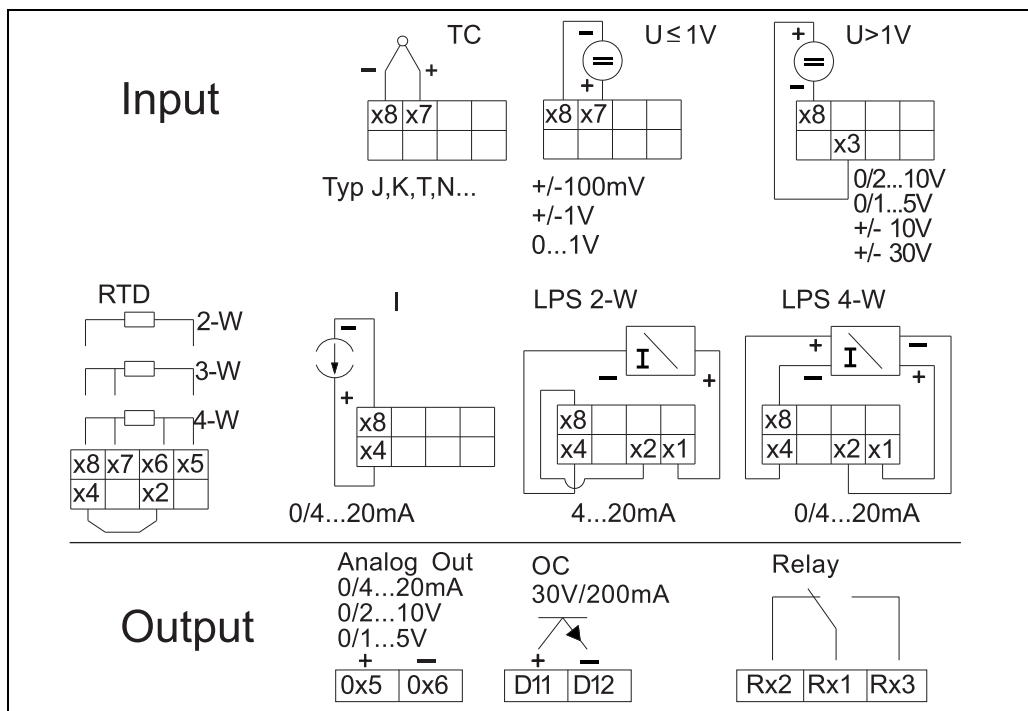 Input
TC
− +
x8 x7
Typ J,K,T,N...
U ≤ 1V
−
+
x8 x7
+/-100mV
+/-1V
0...1V
U>1V
+
−
x8
x3
0/2...10V
0/1...5V
+/- 10V
+/- 30V
RTD
2-W
3-W
4-W
x8 x7 x6 x5
x4 x2
I
−
+
x8
x4
0/4...20mA
LPS 2-W
I
− +
x8
x4 x2 x1
4...20mA
LPS 4-W
+ −
I
− +
x8
x4 x2 x1
0/4...20mA
Output
Analog Out
0/4...20mA
0/2...10V
0/1...5V
+ −
0x5 0x6
OC
30V/200mA
+ −
D11 D12
Relay
Rx2 Rx1 Rx3